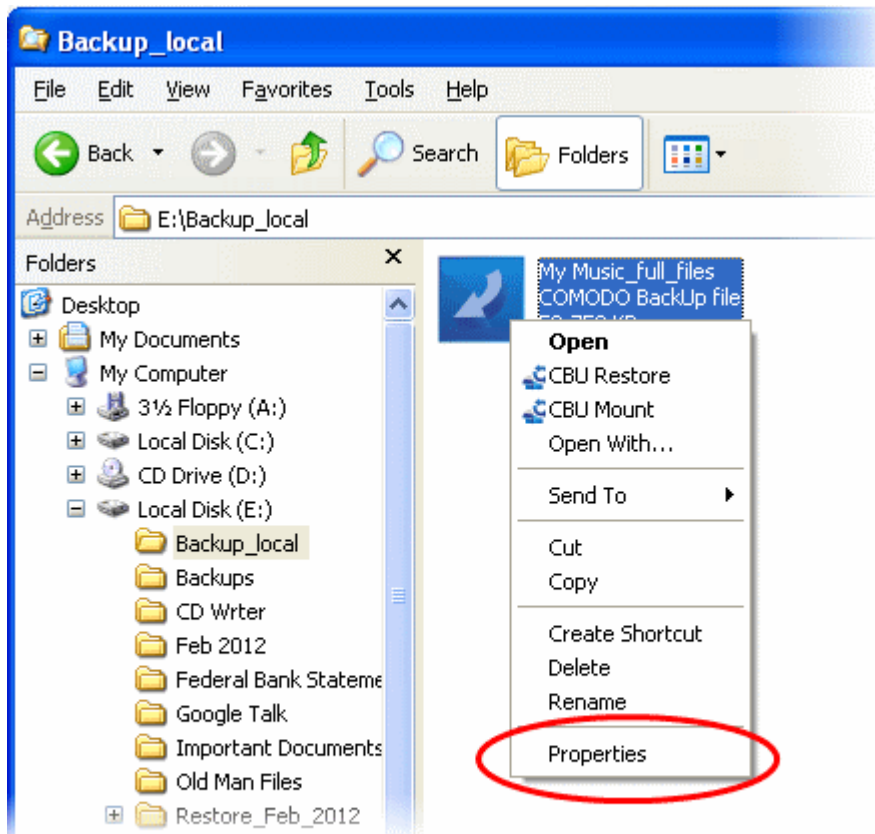 Backup_local
File Edit View Favorites Tools Help
Back Search Folders
Address E:\Backup_local
Folders
Desktop
My Documents
My Computer
3½ Floppy (A:)
Local Disk (C:)
CD Drive (D:)
Local Disk (E:)
Backup_local
Backups
CD Wrter
Feb 2012
Federal Bank Stateme
Google Talk
Important Documents
Old Man Files
Restore_Feb_2012
My Music_full_files
COMODO BackUp file
Open
CBU Restore
CBU Mount
Open With...
Send To
Cut
Copy
Create Shortcut
Delete
Rename
Properties